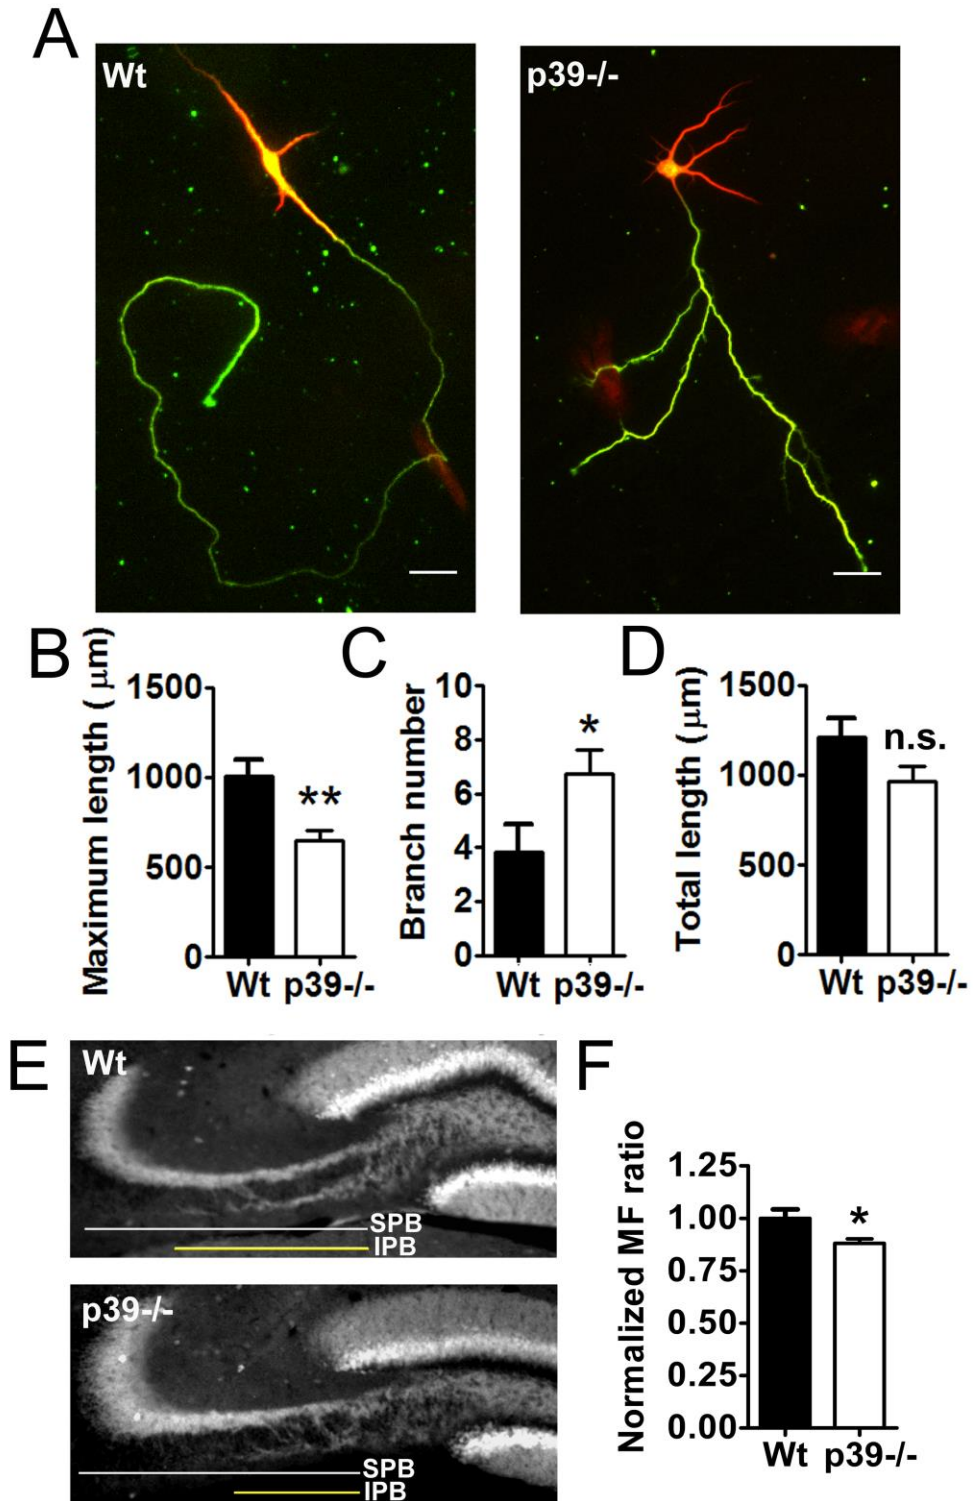 A
Wt
p39-/-
B
Maximum length ( μm)
1500
1000
500
0
**
Wt p39-/-
C
Branch number
10
8
6
4
2
0
*
Wt p39-/-
D
Total length (μm)
1500
1000
500
0
n.s.
Wt p39-/-
E
Wt
SPB
IPB
p39-/-
SPB
IPB
F
Normalized MF ratio
1.25
1.00
0.75
0.50
0.25
0.00
*
Wt p39-/-